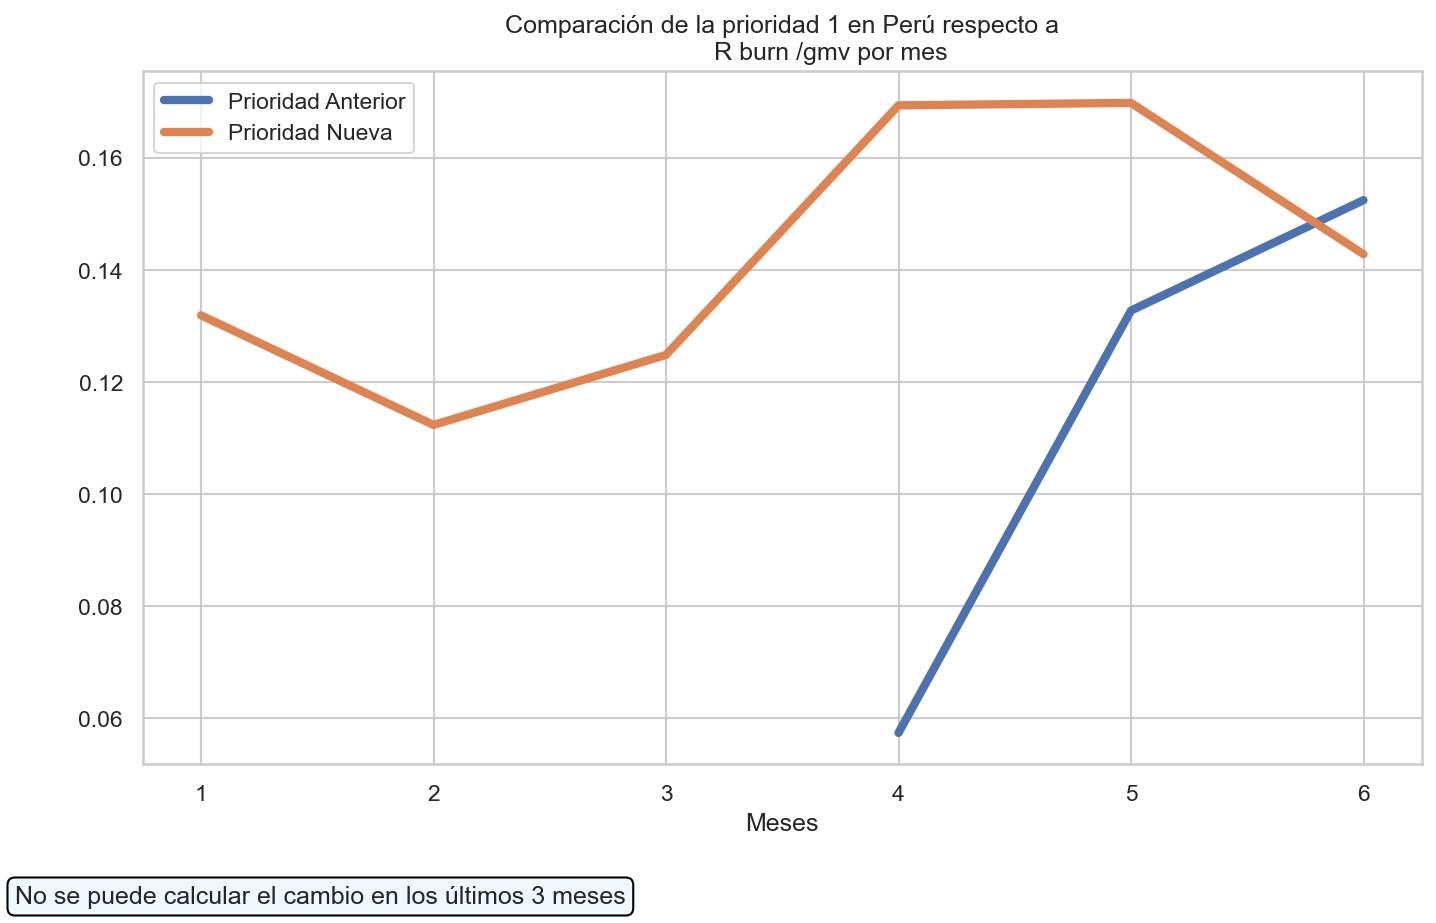 Comparación de la prioridad 1 en Perú respecto a
R burn /gmv por mes
Prioridad Anterior
Prioridad Nueva
0.16
0.14
0.12
0.10
0.08
0.06
1 2 3 4 5 6
Meses
No se puede calcular el cambio en los últimos 3 meses